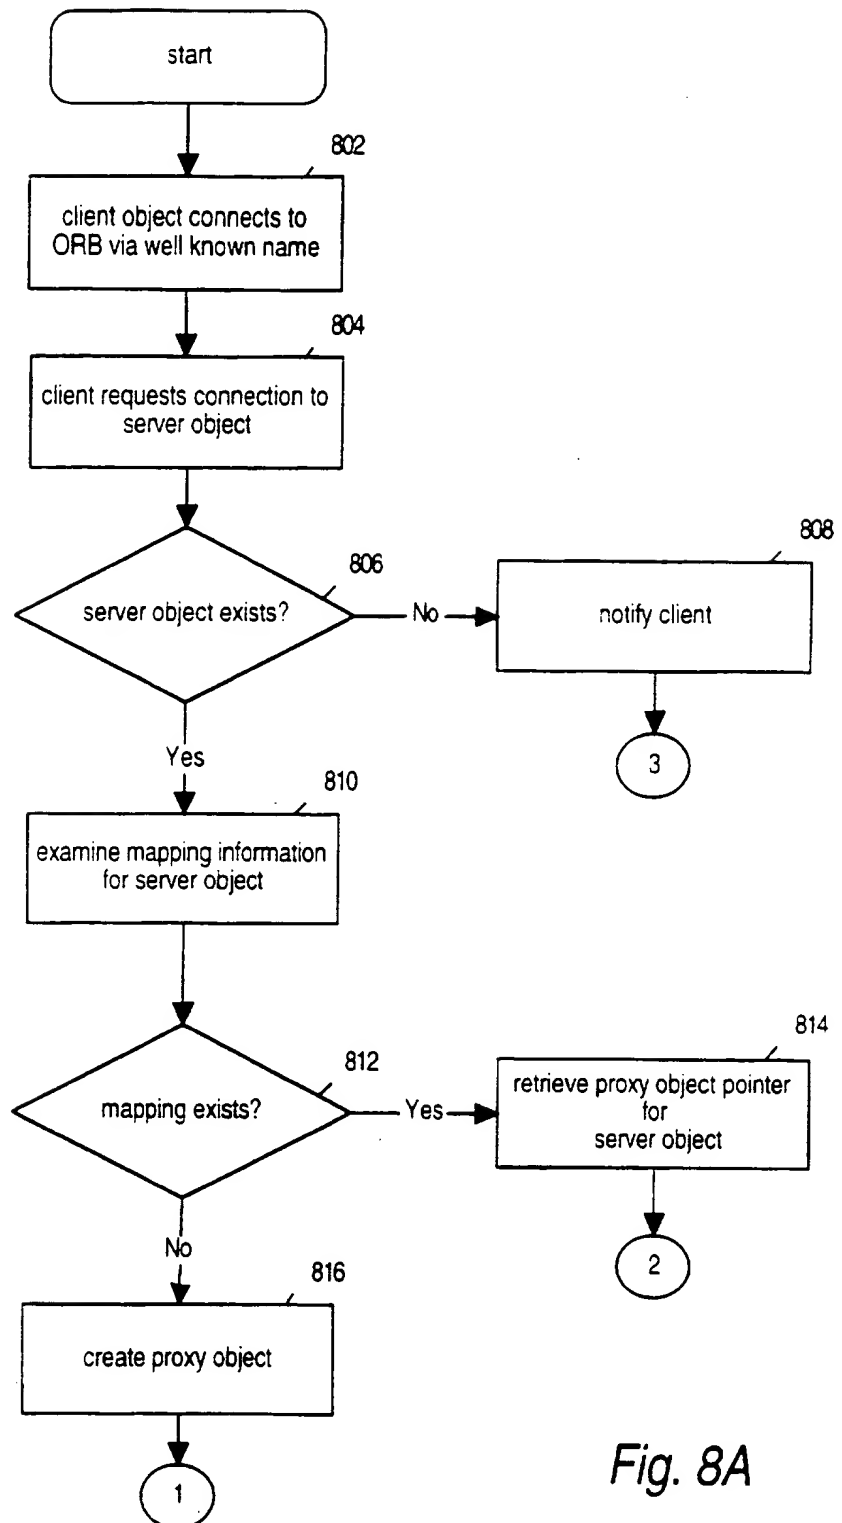 start
802
client object connects to
ORB via well known name
804
client requests connection to
server object
806
server object exists?
No
808
notify client
3
Yes
810
examine mapping information
for server object
812
mapping exists?
Yes
814
retrieve proxy object pointer
for
server object
2
No
816
create proxy object
1
Fig. 8A